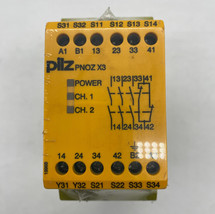 S31 S32 S11 S12 S13 S14
A1 B1 13 23 33 41
pilz PNOZ X3
POWER
CH. 1
CH. 2
13 23 33 41
14 24 34 42
14 24 34 42 B2
Y31 Y32 S21 S22 S33 S34